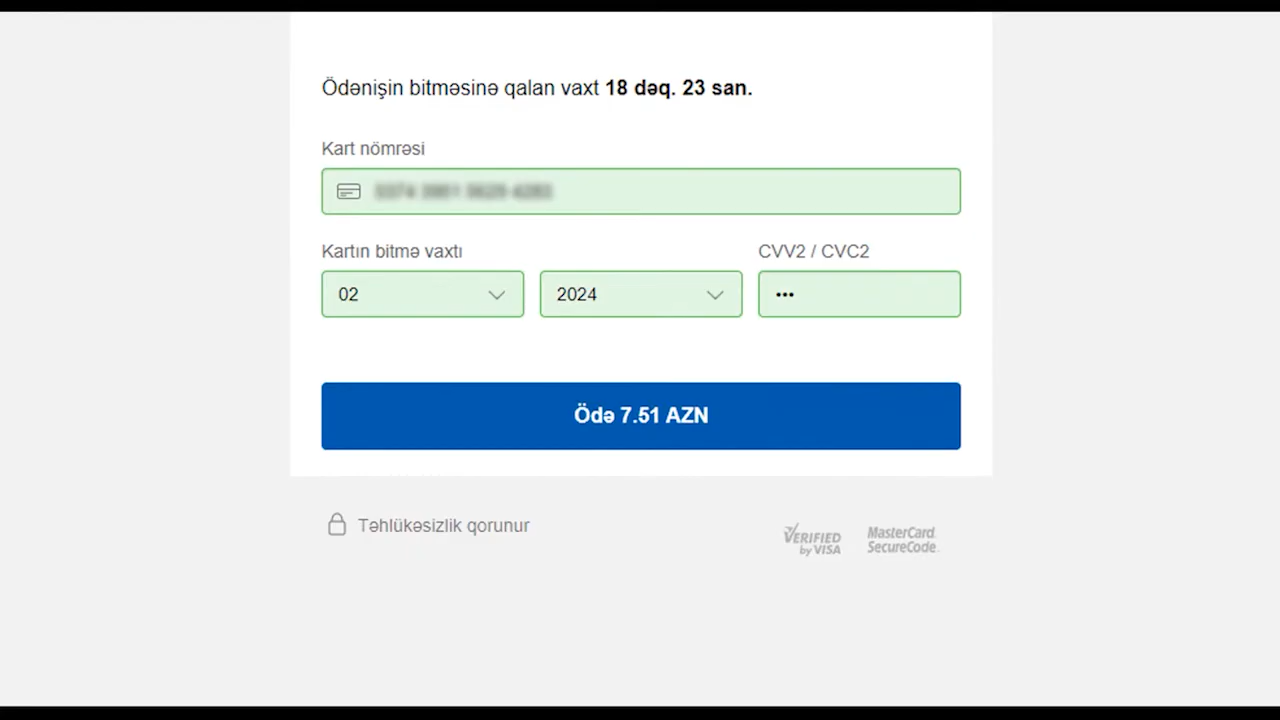 Ödənişin bitməsinə qalan vaxt 18 dəq. 23 san.
Kart nömrəsi
Kartın bitmə vaxtı
CVV2 / CVC2
02
2024
•••
Ödə 7.51 AZN
Təhlükəsizlik qorunur
VERIFIED by VISA
MasterCard. SecureCode.